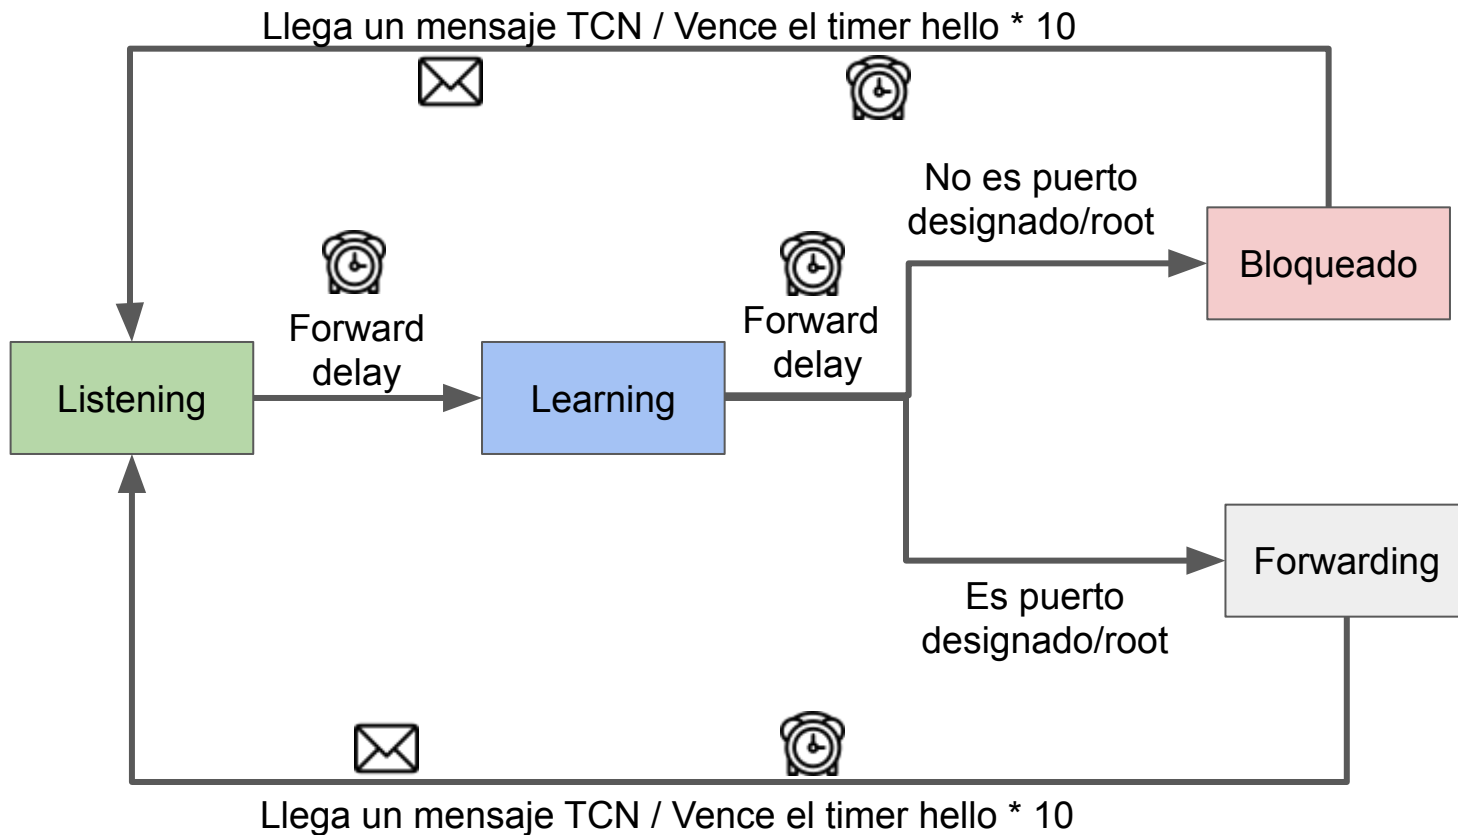 Llega un mensaje TCN / Vence el timer hello * 10
No es puerto
designado/root
Bloqueado
Forward
delay
Forward
delay
Listening
Learning
Forwarding
Es puerto
designado/root
Llega un mensaje TCN / Vence el timer hello * 10